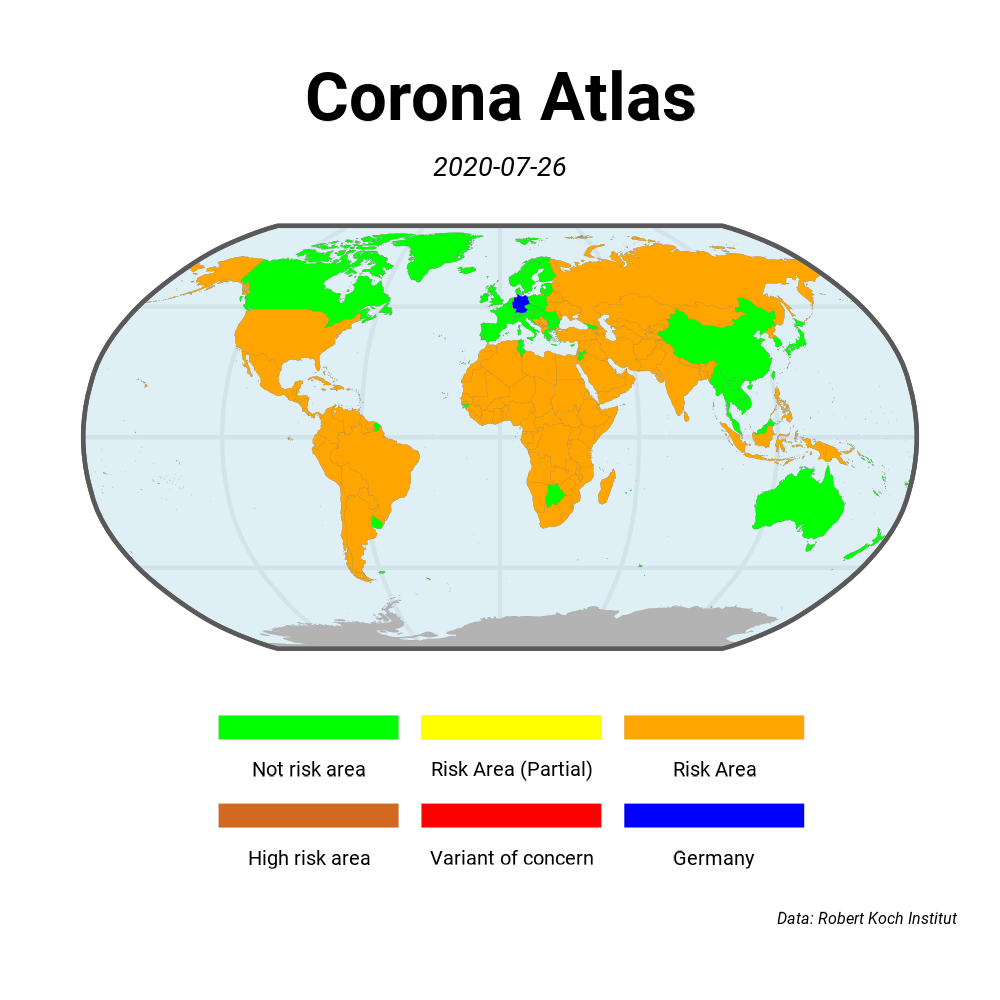 Corona Atlas
2020-07-26
Not risk area
Risk Area (Partial)
Risk Area
High risk area
Variant of concern
Germany
Data: Robert Koch Institut